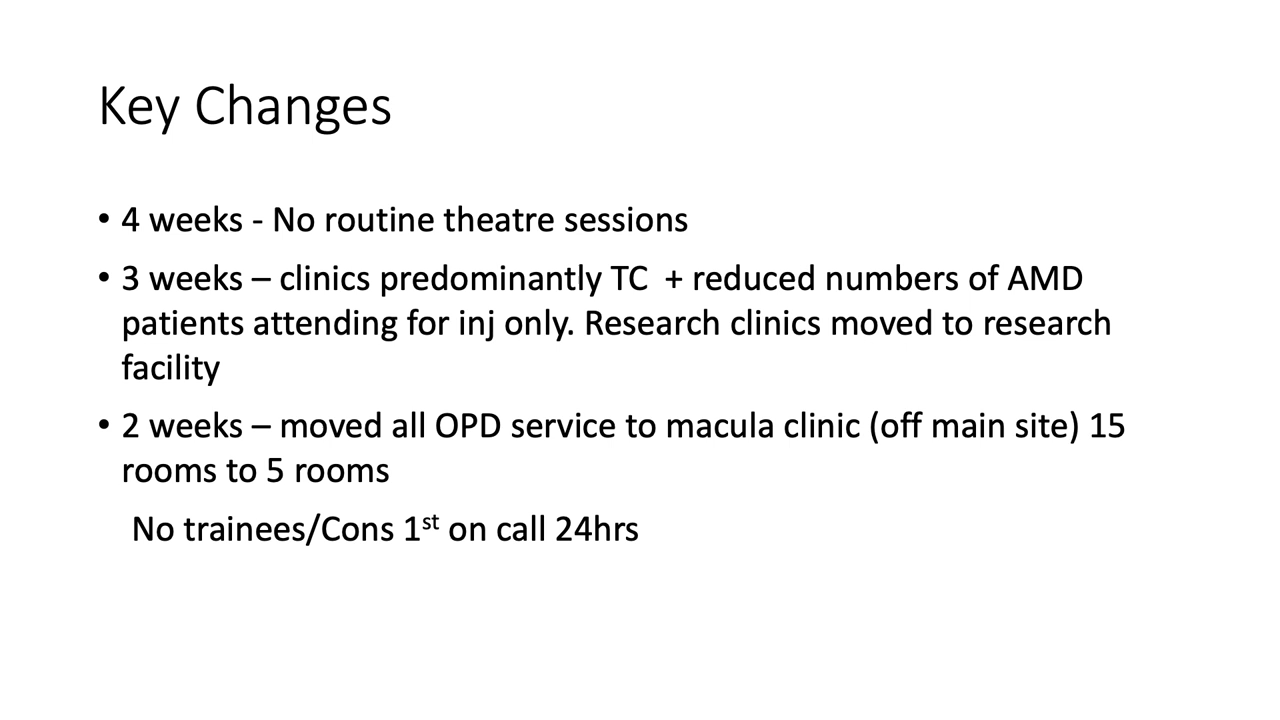 Key Changes
• 4 weeks - No routine theatre sessions
• 3 weeks – clinics predominantly TC  + reduced numbers of AMD
patients attending for inj only. Research clinics moved to research
facility
• 2 weeks – moved all OPD service to macula clinic (off main site) 15
rooms to 5 rooms
No trainees/Cons 1st on call 24hrs